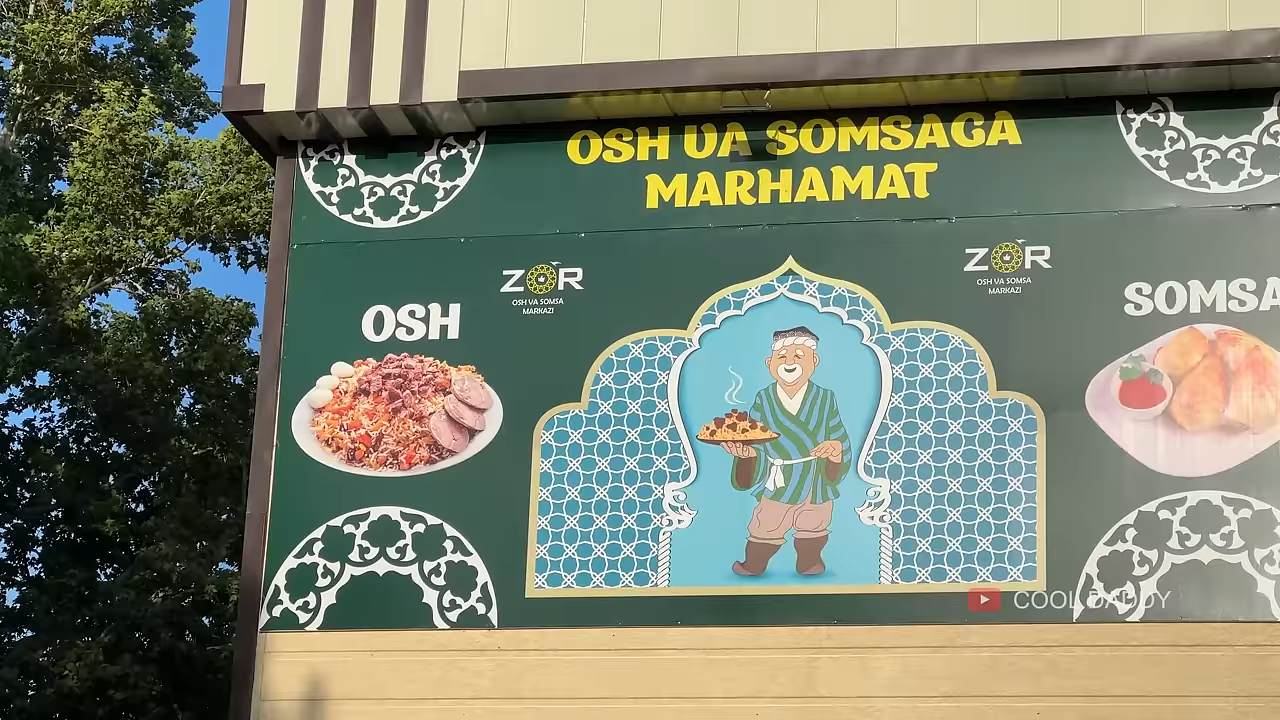 OSH VA SOMSAGA
MARHAMAT
ZOR
OSH VA SOMSA
MARKAZI
ZOR
OSH VA SOMSA
MARKAZI
OSH
SOMSA
COOL DADDY